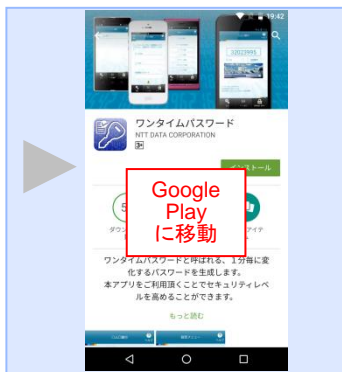 19:42
32023995
ワンタイムパスワード
NTT DATA CORPORATION
3+
インストール
Google
Play
に移動
ワンタイムパスワードと呼ばれる、1分毎に変
化するパスワードを生成します。
本アプリをご利用頂くことでセキュリティレベ
ルを高めることができます。
もっと読む